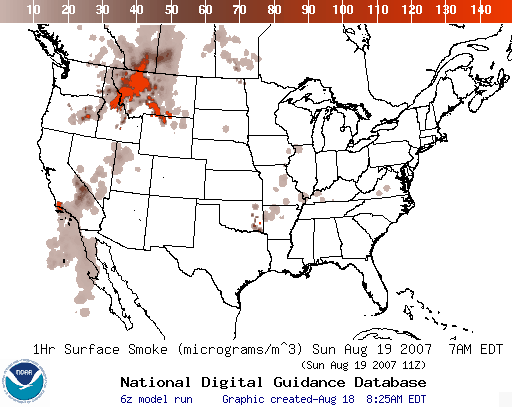 10 20 30 40 50 60 70 80 90 100 110 120 130 140
1Hr Surface Smoke (micrograms/m^3) Sun Aug 19 2007 7AM EDT
(Sun Aug 19 2007 11Z)
NOAA
National Digital Guidance Database
6z model run Graphic created-Aug 18 8:25AM EDT